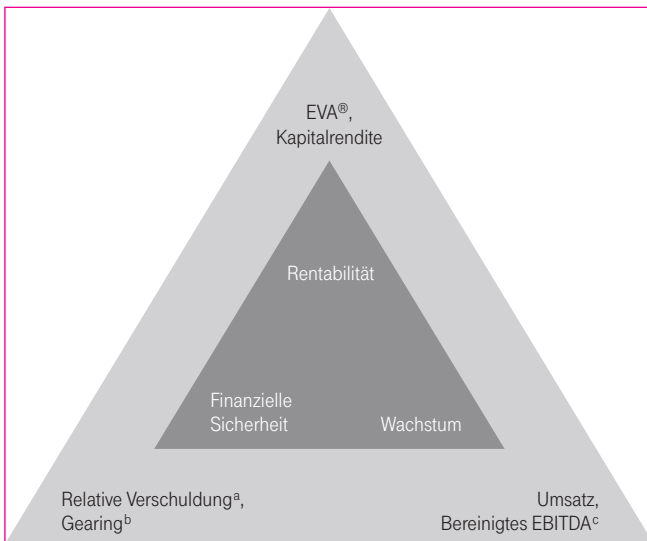 EVA®,
Kapitalrendite
Rentabilität
Finanzielle
Sicherheit
Wachstum
Relative Verschuldungᵃ,
Gearingᵇ
Umsatz,
Bereinigtes EBITDAᶜ